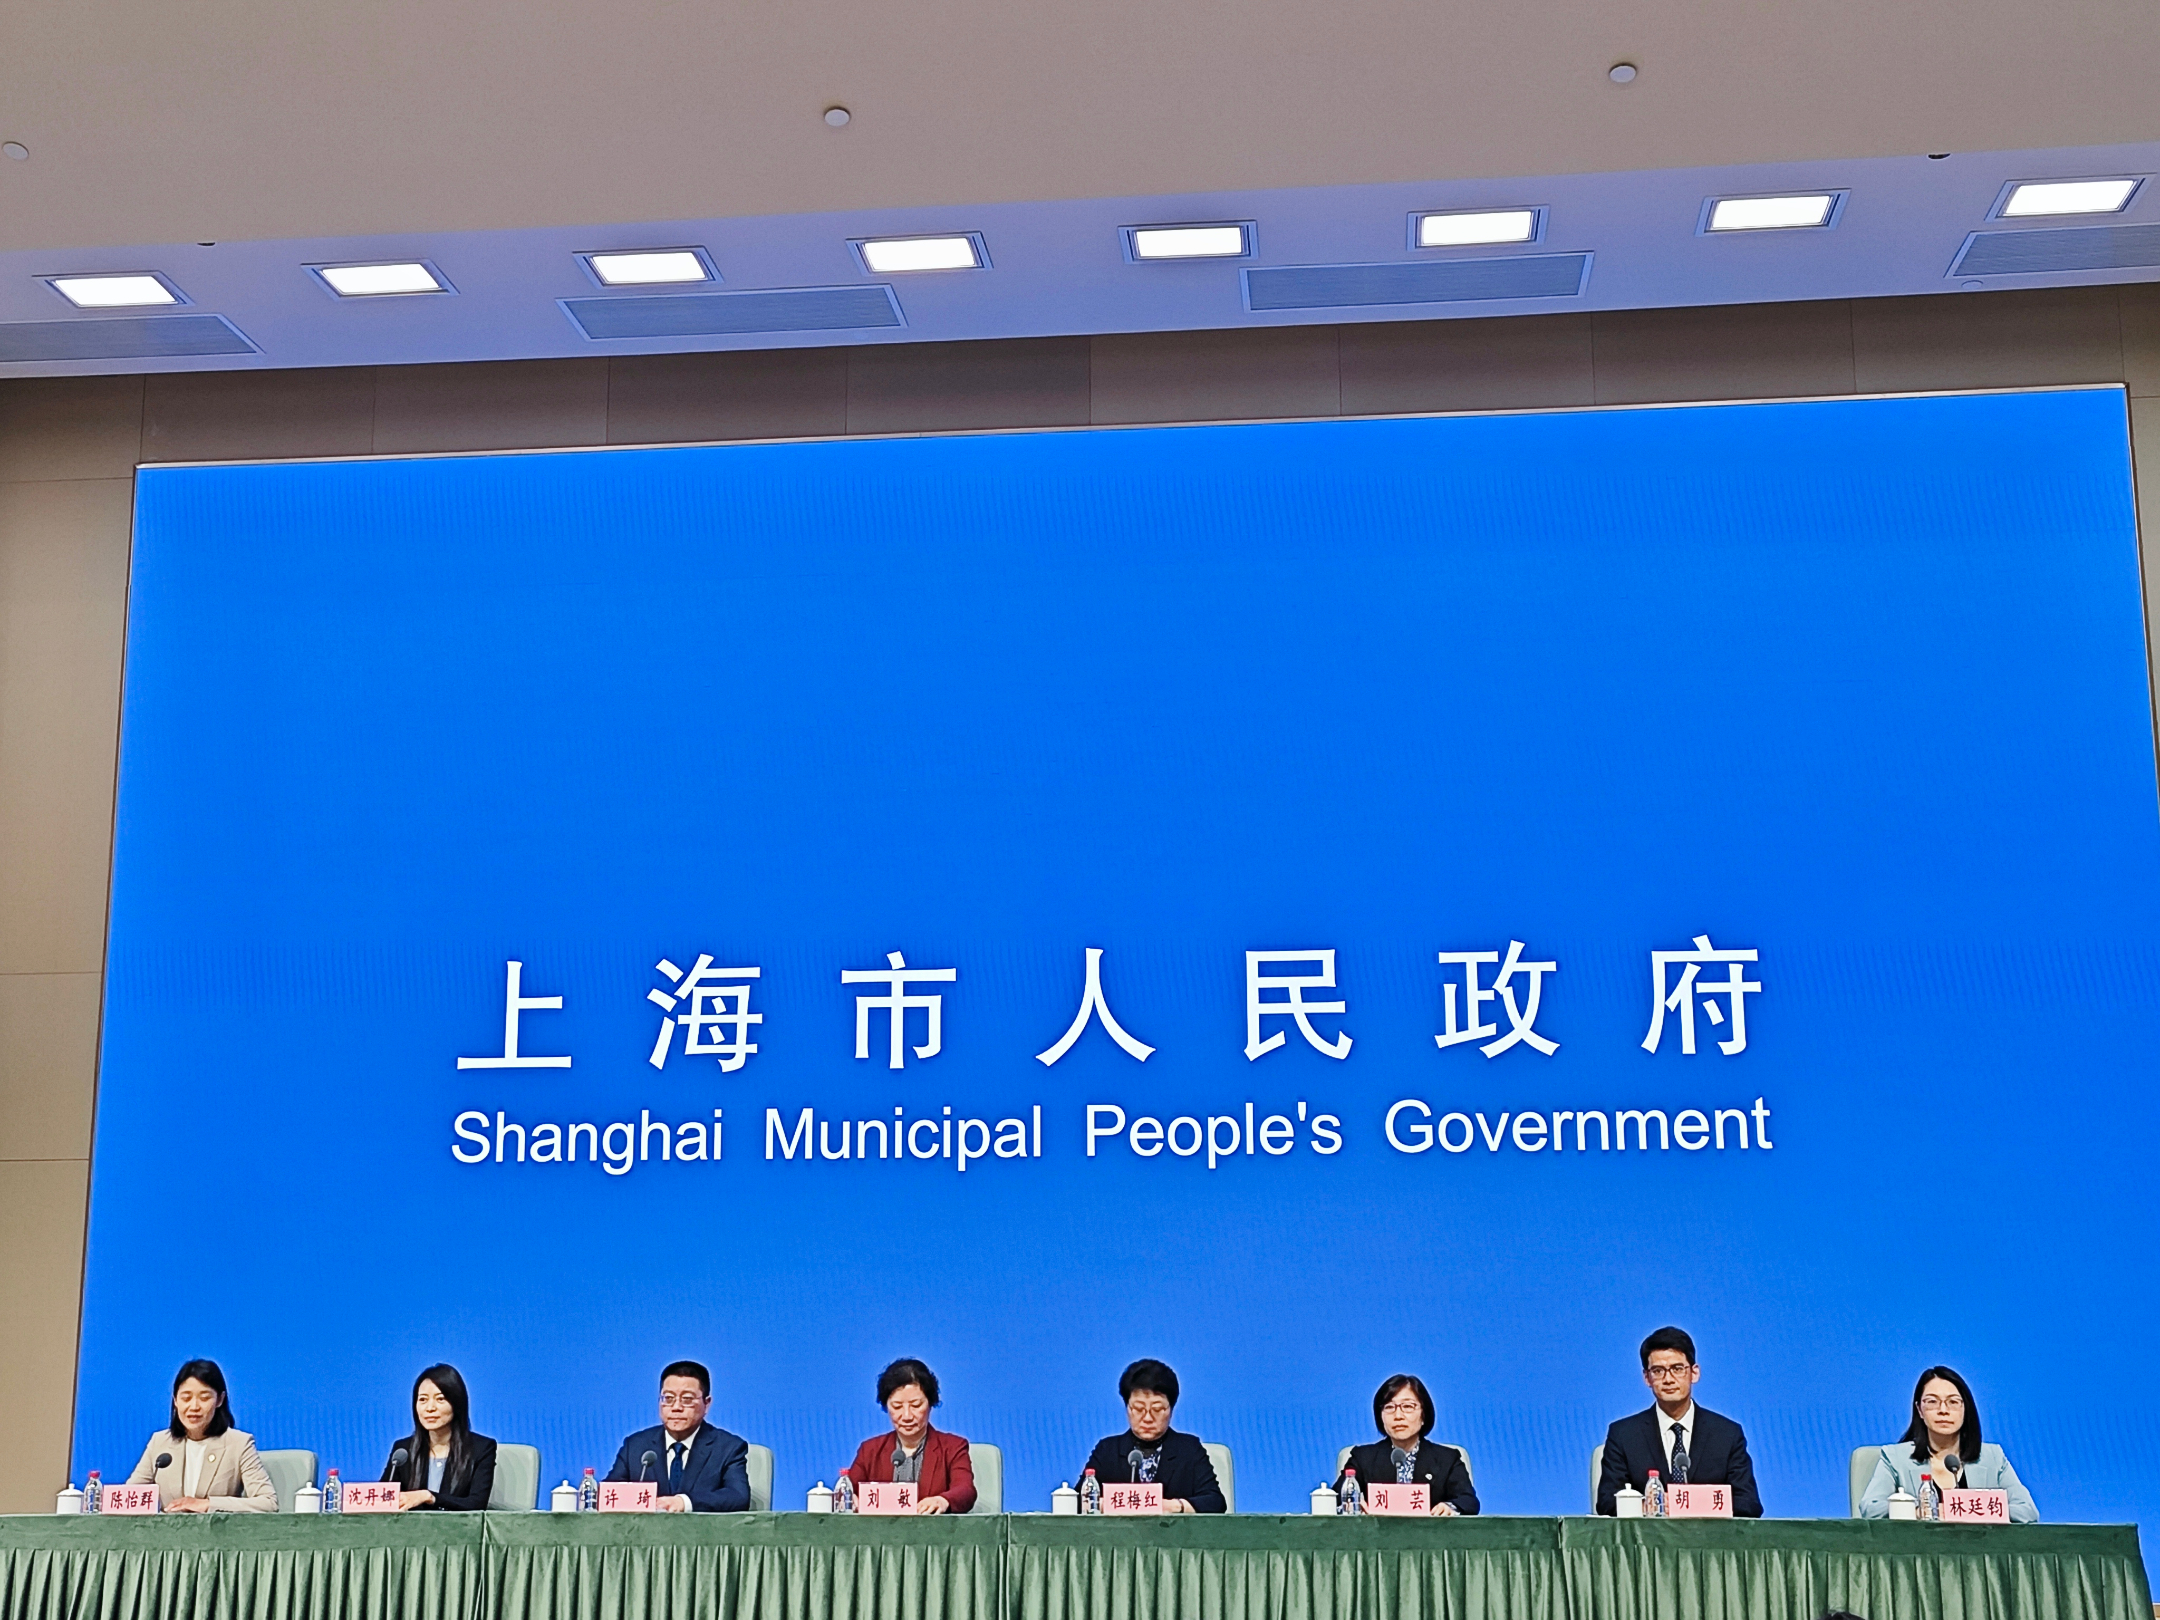 上海市人民政府
Shanghai Municipal People's Government
陈怡群
沈丹娜
许琦
刘敏
程梅红
刘芸
胡勇
林廷钧